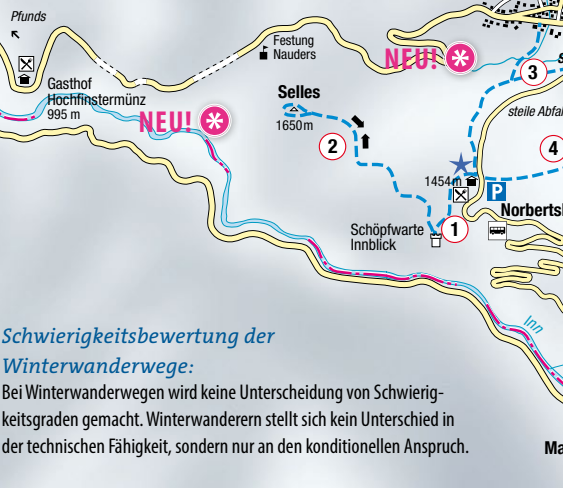 Pfunds
Festung
Nauders
NEU!
3
Gasthof
Hochfinstermünz
995 m
NEU!
Selles
1650 m
2
steile Abfa
4
1454 m
P
Norberts
Schöpfwarte
Innblick
1
Inn
Schwierigkeitsbewertung der
Winterwanderwege:
Bei Winterwanderwegen wird keine Unterscheidung von Schwierig-
keitsgraden gemacht. Winterwanderern stellt sich kein Unterschied in
der technischen Fähigkeit, sondern nur an den konditionellen Anspruch.
Ma